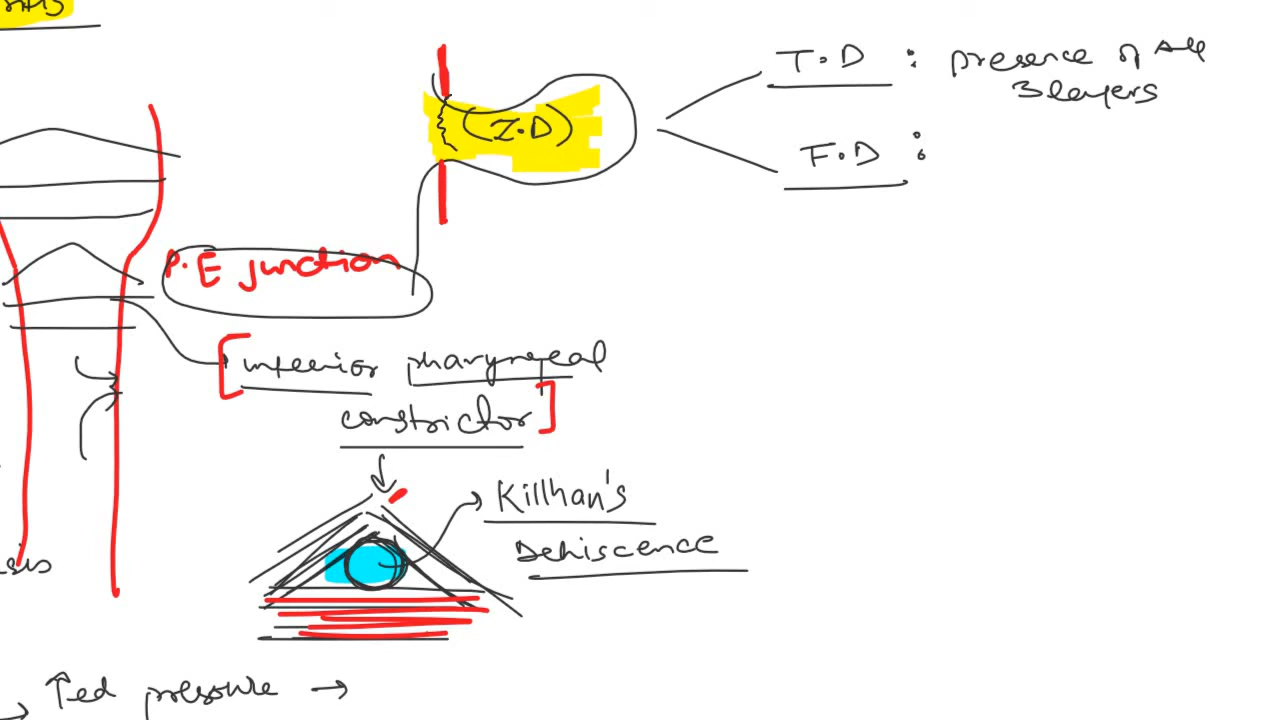 T.D : presence of all
3 layers
(Z.D)
F.D :
P.E junction
[inferior pharyngeal
constrictor]
Killhan's
Dehiscence
↑ed pressure →